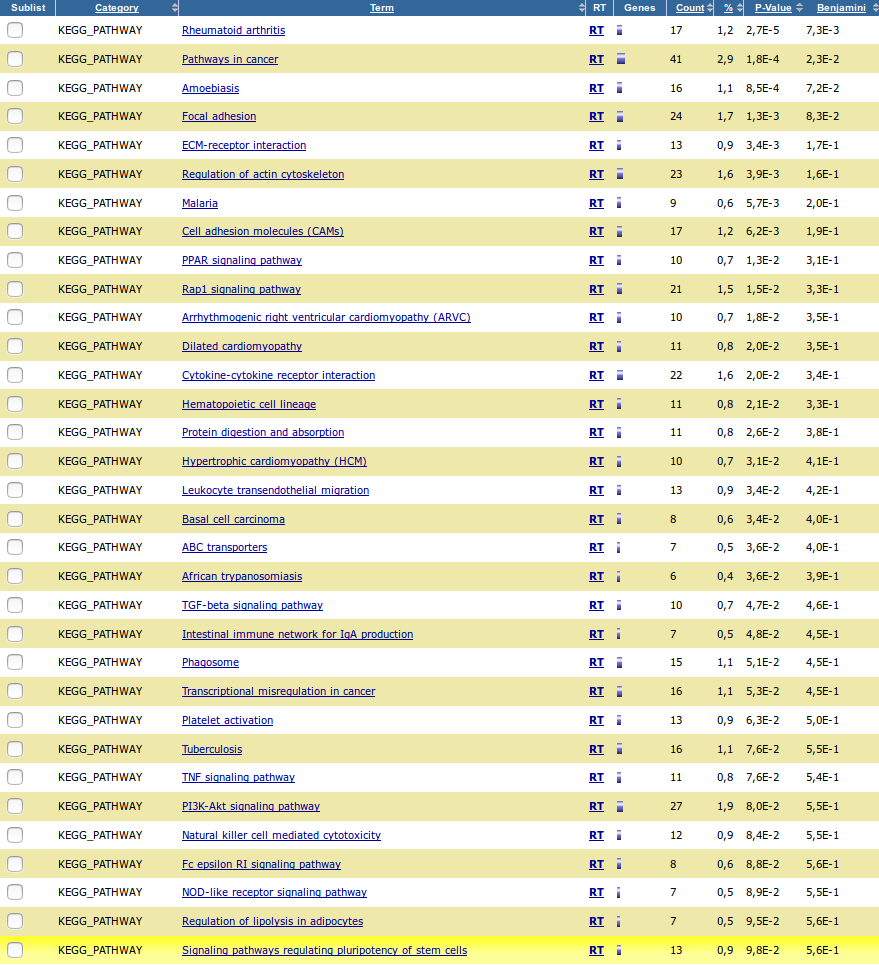 Sublist Category Term RT Genes Count % P-Value Benjamini
KEGG_PATHWAY Rheumatoid arthritis RT 17 1,2 2,7E-5 7,3E-3
KEGG_PATHWAY Pathways in cancer RT 41 2,9 1,8E-4 2,3E-2
KEGG_PATHWAY Amoebiasis RT 16 1,1 8,5E-4 7,2E-2
KEGG_PATHWAY Focal adhesion RT 24 1,7 1,3E-3 8,3E-2
KEGG_PATHWAY ECM-receptor interaction RT 13 0,9 3,4E-3 1,7E-1
KEGG_PATHWAY Regulation of actin cytoskeleton RT 23 1,6 3,9E-3 1,6E-1
KEGG_PATHWAY Malaria RT 9 0,6 5,7E-3 2,0E-1
KEGG_PATHWAY Cell adhesion molecules (CAMs) RT 17 1,2 6,2E-3 1,9E-1
KEGG_PATHWAY PPAR signaling pathway RT 10 0,7 1,3E-2 3,1E-1
KEGG_PATHWAY Rap1 signaling pathway RT 21 1,5 1,5E-2 3,3E-1
KEGG_PATHWAY Arrhythmogenic right ventricular cardiomyopathy (ARVC) RT 10 0,7 1,8E-2 3,5E-1
KEGG_PATHWAY Dilated cardiomyopathy RT 11 0,8 2,0E-2 3,5E-1
KEGG_PATHWAY Cytokine-cytokine receptor interaction RT 22 1,6 2,0E-2 3,4E-1
KEGG_PATHWAY Hematopoietic cell lineage RT 11 0,8 2,1E-2 3,3E-1
KEGG_PATHWAY Protein digestion and absorption RT 11 0,8 2,6E-2 3,8E-1
KEGG_PATHWAY Hypertrophic cardiomyopathy (HCM) RT 10 0,7 3,1E-2 4,1E-1
KEGG_PATHWAY Leukocyte transendothelial migration RT 13 0,9 3,4E-2 4,2E-1
KEGG_PATHWAY Basal cell carcinoma RT 8 0,6 3,4E-2 4,0E-1
KEGG_PATHWAY ABC transporters RT 7 0,5 3,6E-2 4,0E-1
KEGG_PATHWAY African trypanosomiasis RT 6 0,4 3,6E-2 3,9E-1
KEGG_PATHWAY TGF-beta signaling pathway RT 10 0,7 4,7E-2 4,6E-1
KEGG_PATHWAY Intestinal immune network for IgA production RT 7 0,5 4,8E-2 4,5E-1
KEGG_PATHWAY Phagosome RT 15 1,1 5,1E-2 4,5E-1
KEGG_PATHWAY Transcriptional misregulation in cancer RT 16 1,1 5,3E-2 4,5E-1
KEGG_PATHWAY Platelet activation RT 13 0,9 6,3E-2 5,0E-1
KEGG_PATHWAY Tuberculosis RT 16 1,1 7,6E-2 5,5E-1
KEGG_PATHWAY TNF signaling pathway RT 11 0,8 7,6E-2 5,4E-1
KEGG_PATHWAY PI3K-Akt signaling pathway RT 27 1,9 8,0E-2 5,5E-1
KEGG_PATHWAY Natural killer cell mediated cytotoxicity RT 12 0,9 8,4E-2 5,5E-1
KEGG_PATHWAY Fc epsilon RI signaling pathway RT 8 0,6 8,8E-2 5,6E-1
KEGG_PATHWAY NOD-like receptor signaling pathway RT 7 0,5 8,9E-2 5,5E-1
KEGG_PATHWAY Regulation of lipolysis in adipocytes RT 7 0,5 9,5E-2 5,6E-1
KEGG_PATHWAY Signaling pathways regulating pluripotency of stem cells RT 13 0,9 9,8E-2 5,6E-1